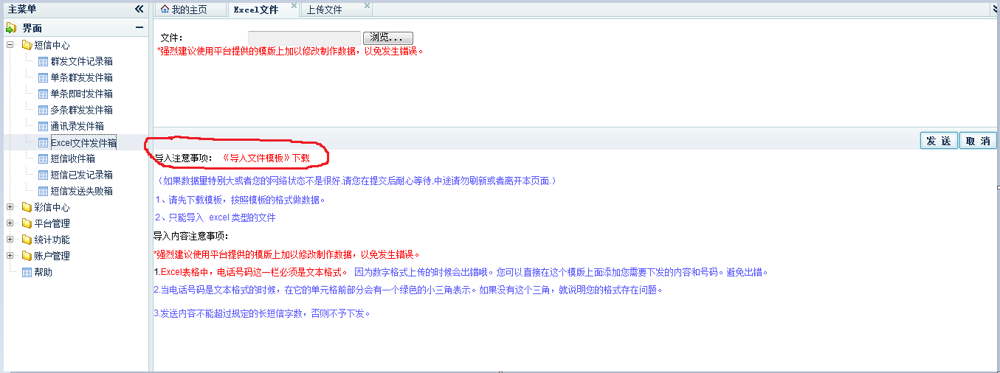 主菜单
我的主页 Excel文件 上传文件
界面
短信中心
群发文件记录箱
单条群发发件箱
单条即时发件箱
多条群发发件箱
通讯录发件箱
Excel文件发件箱
短信收件箱
短信已发记录箱
短信发送失败箱
彩信中心
平台管理
统计功能
账户管理
帮助
文件： 浏览...
*强烈建议使用平台提供的模版上加以修改制作数据，以免发生错误。
发 送 取 消
导入注意事项： 《导入文件模板》下载
（如果数据量特别大或者您的网络状态不是很好,请您在提交后耐心等待,中途请勿刷新或者离开本页面.）
1、请先下载模板，按照模板的格式做数据。
2、只能导入 excel 类型的文件
导入内容注意事项：
*强烈建议使用平台提供的模版上加以修改制作数据，以免发生错误。
1.Excel表格中，电话号码这一栏必须是文本格式。 因为数字格式上传的时候会出错哦。您可以直接在这个模版上面添加您需要下发的内容和号码。避免出错。
2.当电话号码是文本格式的时候，在它的单元格前部分会有一个绿色的小三角表示。如果没有这个三角，就说明您的格式存在问题。
3.发送内容不能超过规定的长短信字数，否则不予下发。